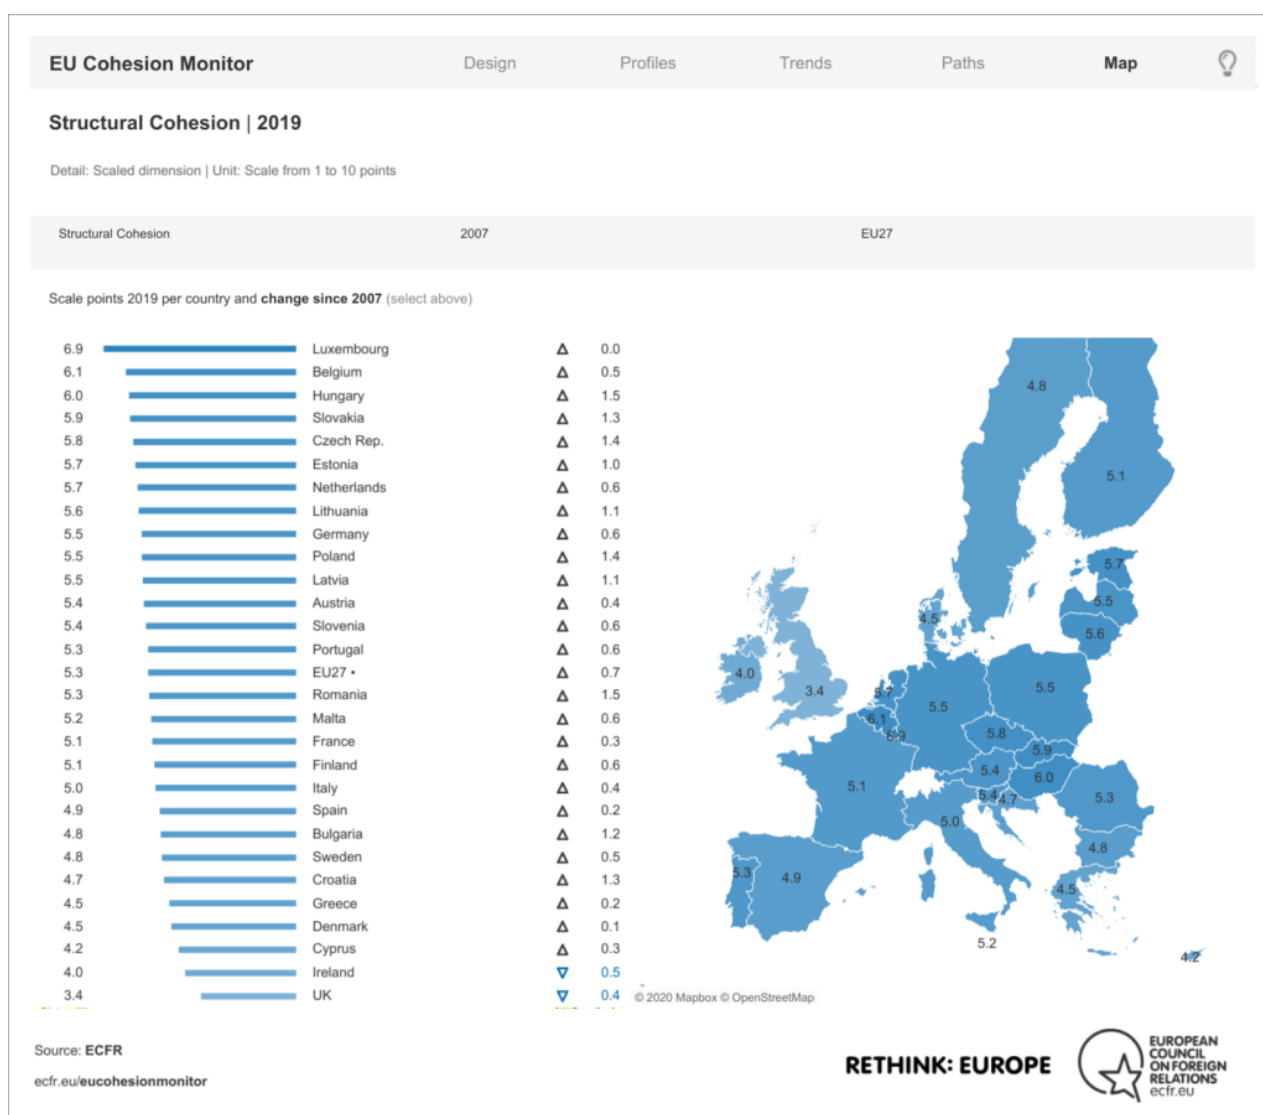 EU Cohesion Monitor Design Profiles Trends Paths Map
Structural Cohesion | 2019
Detail: Scaled dimension | Unit: Scale from 1 to 10 points
Structural Cohesion 2007 EU27
Scale points 2019 per country and change since 2007 (select above)
6.9 Luxembourg △ 0.0
6.1 Belgium △ 0.5
6.0 Hungary △ 1.5
5.9 Slovakia △ 1.3
5.8 Czech Rep. △ 1.4
5.7 Estonia △ 1.0
5.7 Netherlands △ 0.6
5.6 Lithuania △ 1.1
5.5 Germany △ 0.6
5.5 Poland △ 1.4
5.5 Latvia △ 1.1
5.4 Austria △ 0.4
5.4 Slovenia △ 0.6
5.3 Portugal △ 0.6
5.3 EU27 • △ 0.7
5.3 Romania △ 1.5
5.2 Malta △ 0.6
5.1 France △ 0.3
5.1 Finland △ 0.6
5.0 Italy △ 0.4
4.9 Spain △ 0.2
4.8 Bulgaria △ 1.2
4.8 Sweden △ 0.5
4.7 Croatia △ 1.3
4.5 Greece △ 0.2
4.5 Denmark △ 0.1
4.2 Cyprus △ 0.3
4.0 Ireland ▽ 0.5
3.4 UK ▽ 0.4
4.8
5.1
5.7
5.5
4.5
5.6
4.0
3.4
5.7
5.5
5.5
6.1
6.9
5.8
5.9
5.4
6.0
5.1
5.4
4.7
5.3
5.0
4.8
5.3
4.9
4.5
5.2
4.2
© 2020 Mapbox © OpenStreetMap
Source: ECFR
ecfr.eu/eucohesionmonitor
RETHINK: EUROPE
EUROPEAN
COUNCIL
ON FOREIGN
RELATIONS
ecfr.eu